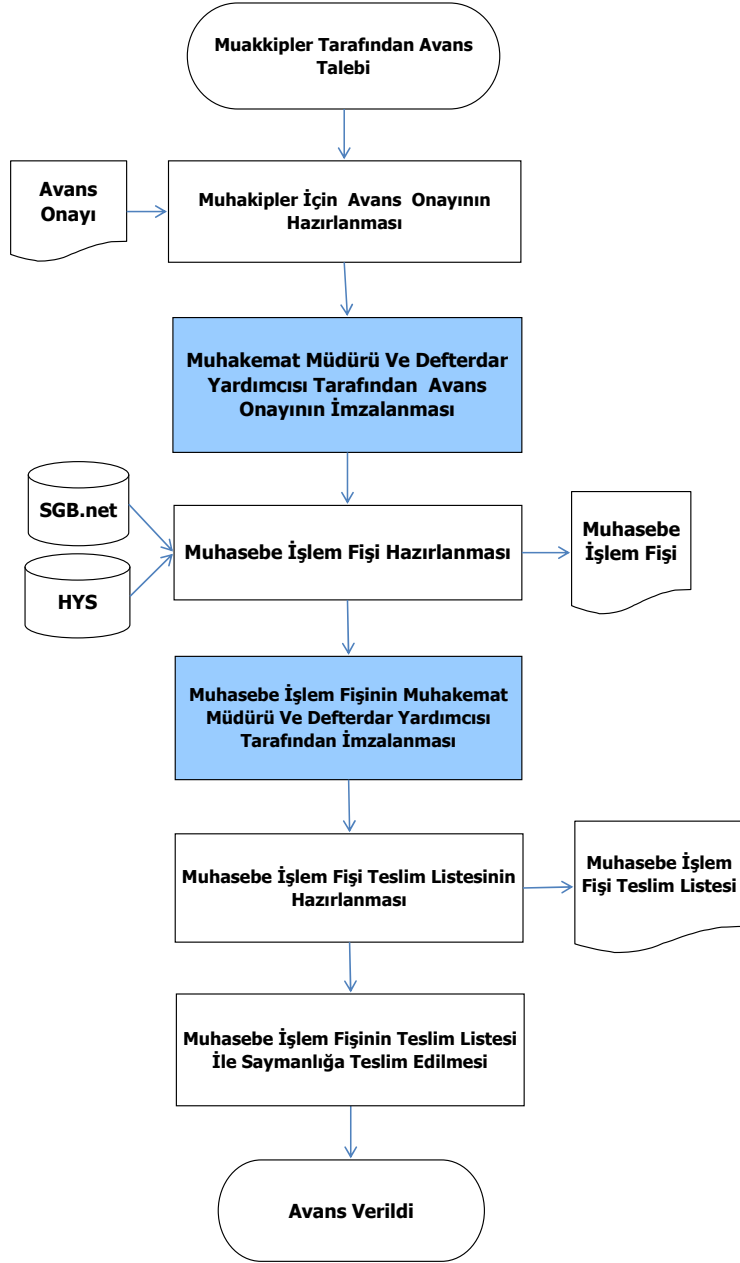 Muakkipler Tarafından Avans
Talebi
Avans
Onayı
Muhakipler İçin Avans Onayının
Hazırlanması
Muhakemat Müdürü Ve Defterdar
Yardımcısı Tarafından Avans
Onayının İmzalanması
SGB.net
HYS
Muhasebe İşlem Fişi Hazırlanması
Muhasebe
İşlem Fişi
Muhasebe İşlem Fişinin Muhakemat
Müdürü Ve Defterdar Yardımcısı
Tarafından İmzalanması
Muhasebe İşlem Fişi Teslim Listesinin
Hazırlanması
Muhasebe İşlem
Fişi Teslim Listesi
Muhasebe İşlem Fişinin Teslim Listesi
İle Saymanlığa Teslim Edilmesi
Avans Verildi